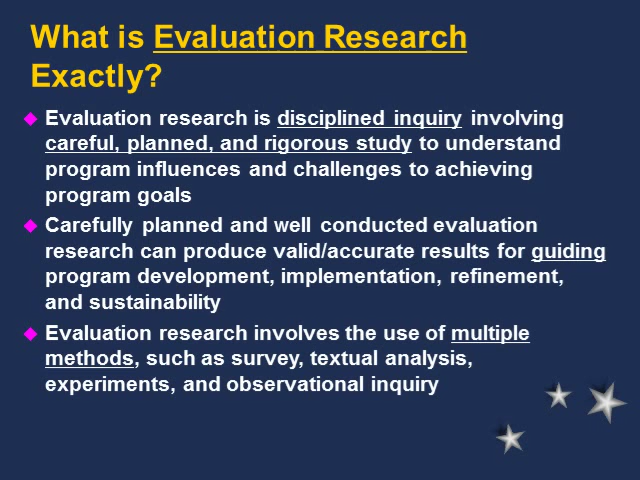 What is Evaluation Research
Exactly?
Evaluation research is disciplined inquiry involving
careful, planned, and rigorous study to understand
program influences and challenges to achieving
program goals
Carefully planned and well conducted evaluation
research can produce valid/accurate results for guiding
program development, implementation, refinement,
and sustainability
Evaluation research involves the use of multiple
methods, such as survey, textual analysis,
experiments, and observational inquiry